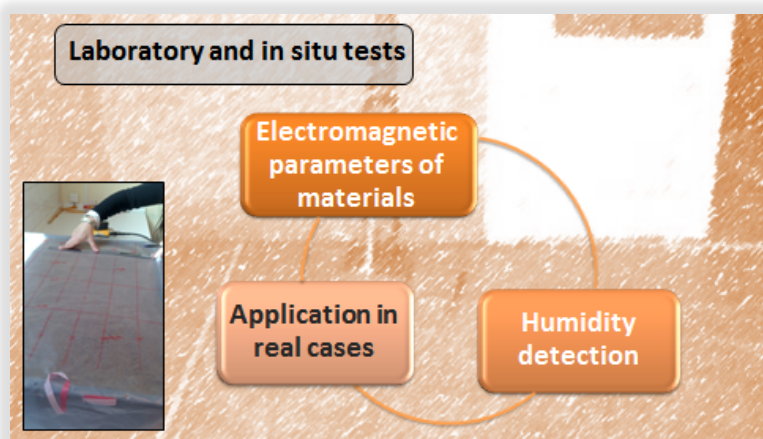 Laboratory and in situ tests
Electromagnetic
parameters of
materials
Application in
real cases
Humidity
detection